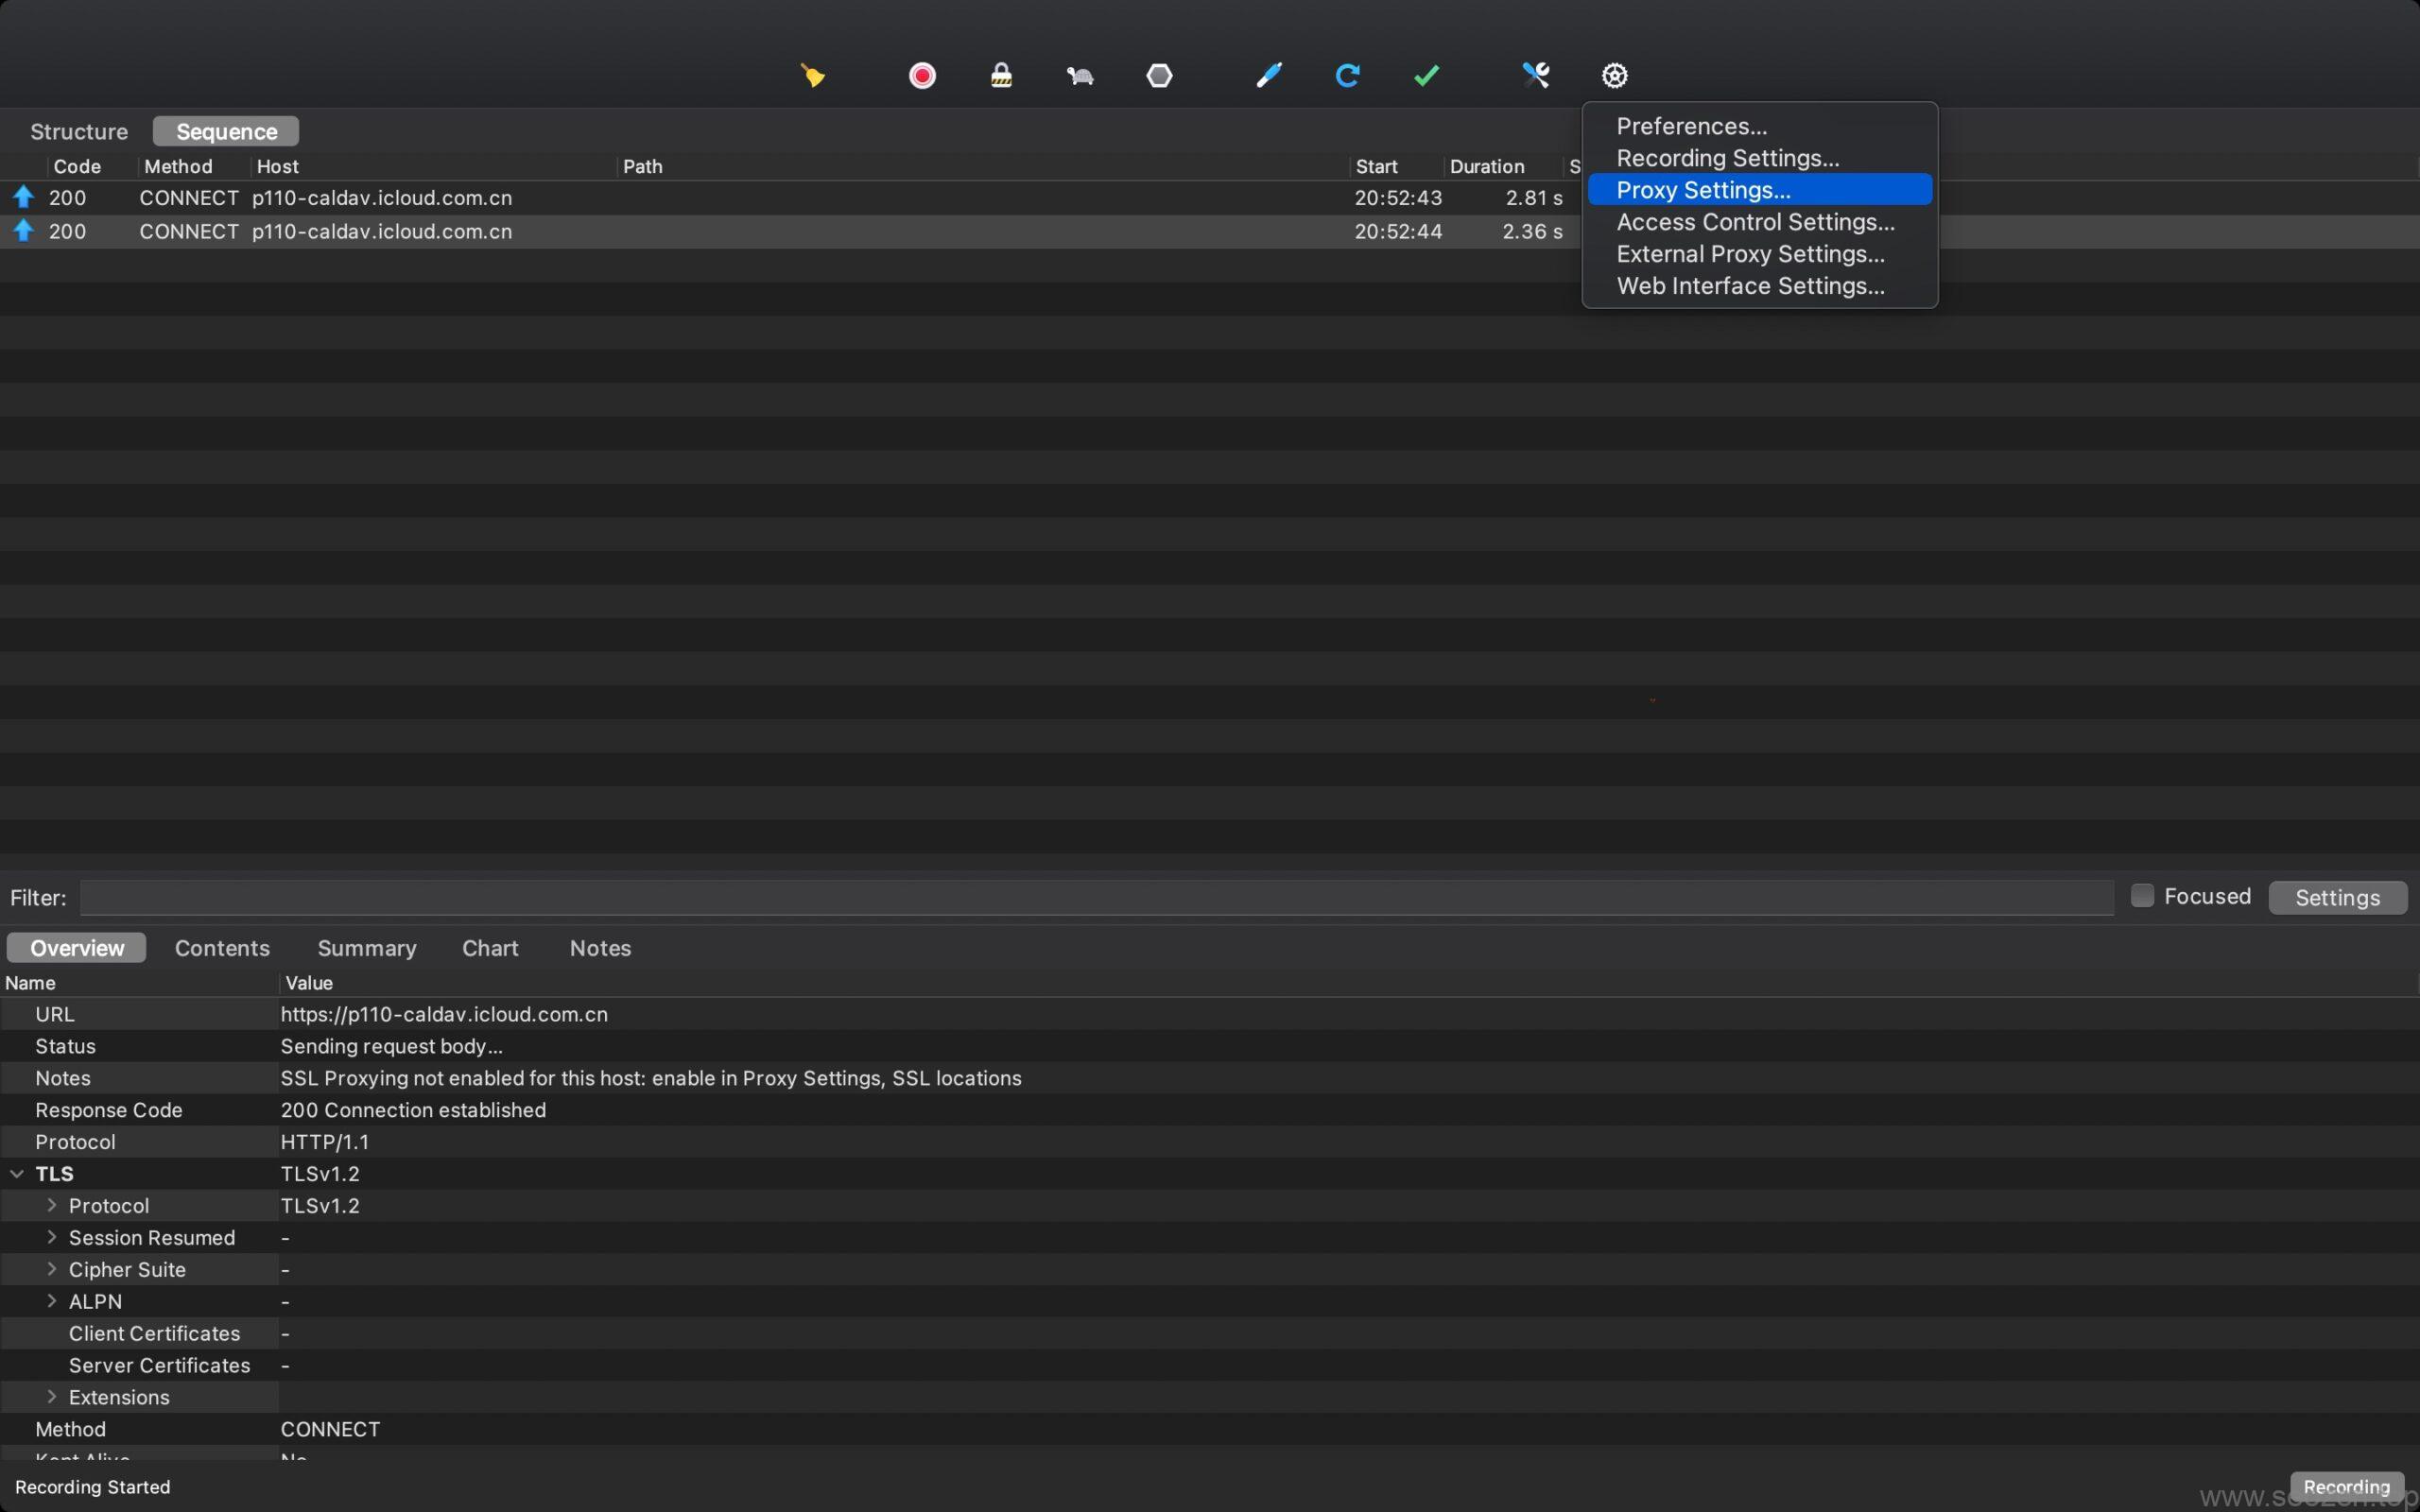 Structure Sequence
Code Method Host Path Start Duration S
200 CONNECT p110-caldav.icloud.com.cn 20:52:43 2.81 s
200 CONNECT p110-caldav.icloud.com.cn 20:52:44 2.36 s
Preferences...
Recording Settings...
Proxy Settings...
Access Control Settings...
External Proxy Settings...
Web Interface Settings...
Filter: Focused Settings
Overview Contents Summary Chart Notes
Name Value
URL https://p110-caldav.icloud.com.cn
Status Sending request body...
Notes SSL Proxying not enabled for this host: enable in Proxy Settings, SSL locations
Response Code 200 Connection established
Protocol HTTP/1.1
TLS TLSv1.2
Protocol TLSv1.2
Session Resumed -
Cipher Suite -
ALPN -
Client Certificates -
Server Certificates -
Extensions
Method CONNECT
Kept Alive No
Recording Started Recording